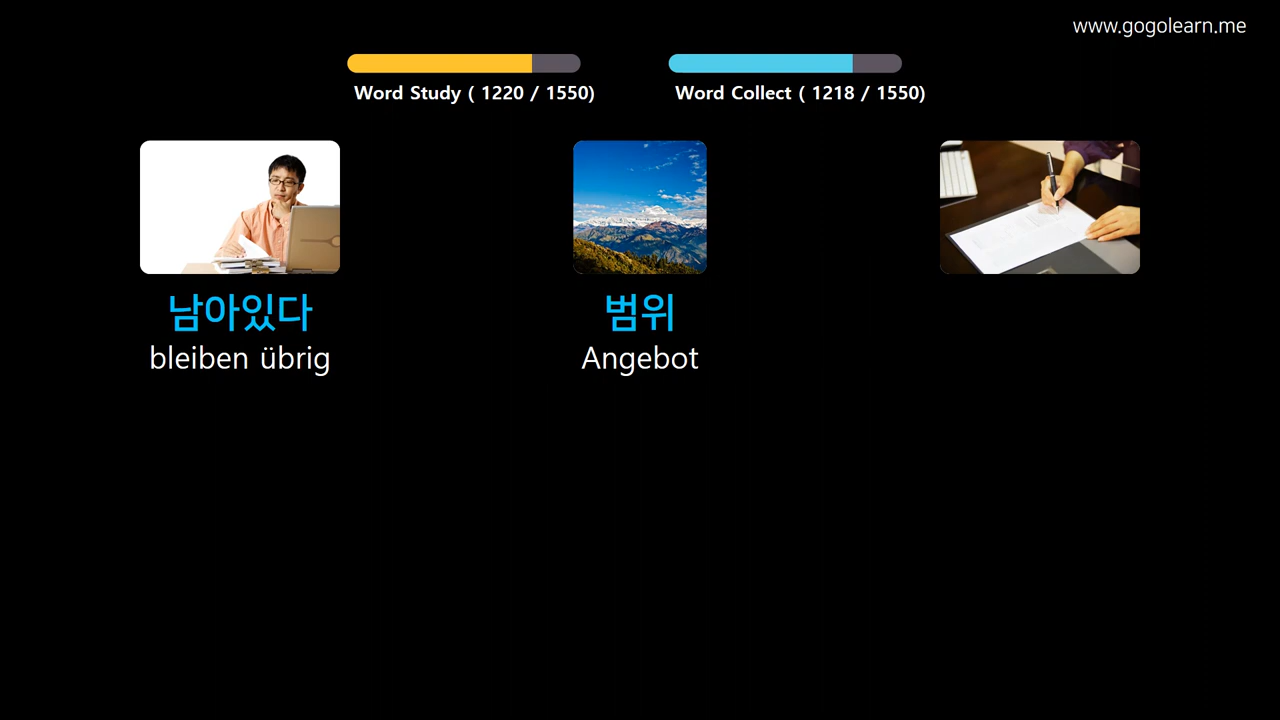 www.gogolearn.me
Word Study ( 1220 / 1550)
Word Collect ( 1218 / 1550)
남아있다
bleiben übrig
범위
Angebot